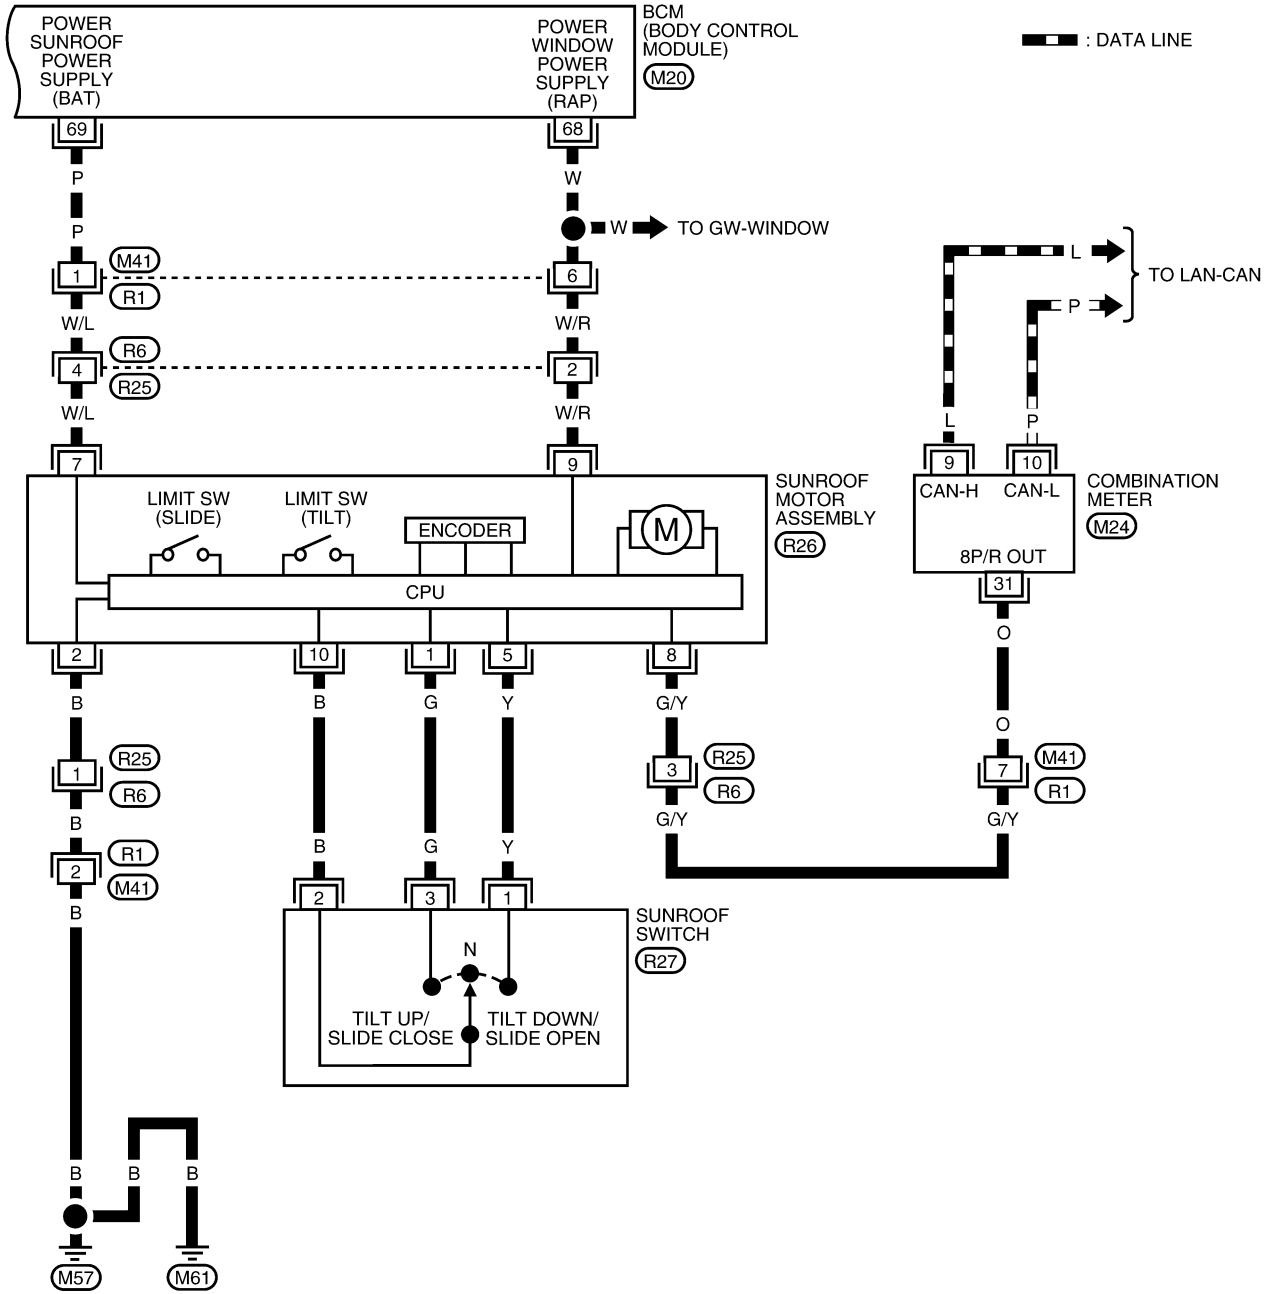 POWER
SUNROOF
POWER
SUPPLY
(BAT)
POWER
WINDOW
POWER
SUPPLY
(RAP)
BCM
(BODY CONTROL
MODULE)
M20
: DATA LINE
69
68
P
W
P
W
TO GW-WINDOW
1
M41
R1
6
W/L
W/R
4
R6
R25
2
W/L
W/R
L
P
TO LAN-CAN
L
P
7
9
9
10
CAN-H
CAN-L
COMBINATION
METER
M24
8P/R OUT
31
LIMIT SW
(SLIDE)
LIMIT SW
(TILT)
ENCODER
M
CPU
SUNROOF
MOTOR
ASSEMBLY
R26
2
10
1
5
8
O
B
B
G
Y
G/Y
O
1
R25
R6
3
R25
R6
7
M41
R1
B
B
G
Y
G/Y
G/Y
2
R1
M41
B
2
3
1
SUNROOF
SWITCH
R27
N
TILT UP/
SLIDE CLOSE
TILT DOWN/
SLIDE OPEN
B
B
B
M57
M61